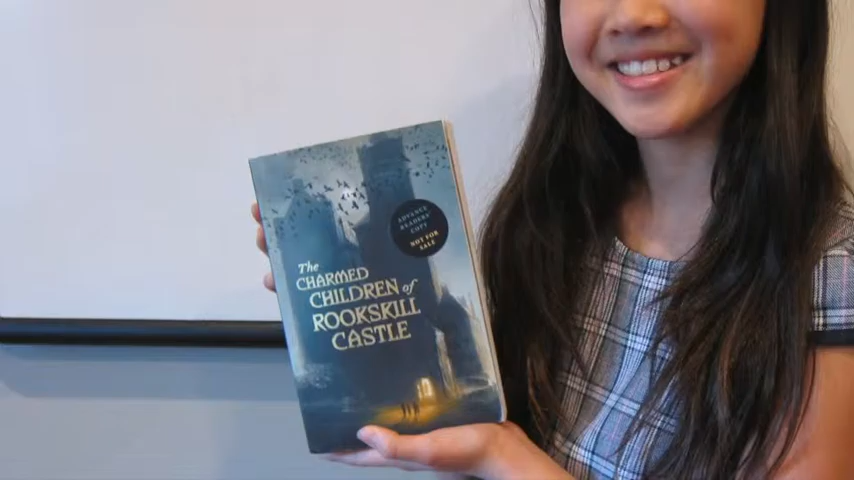 ADVANCE
READERS'
COPY
NOT FOR
SALE
The
CHARMED
CHILDREN of
ROOKSKILL
CASTLE